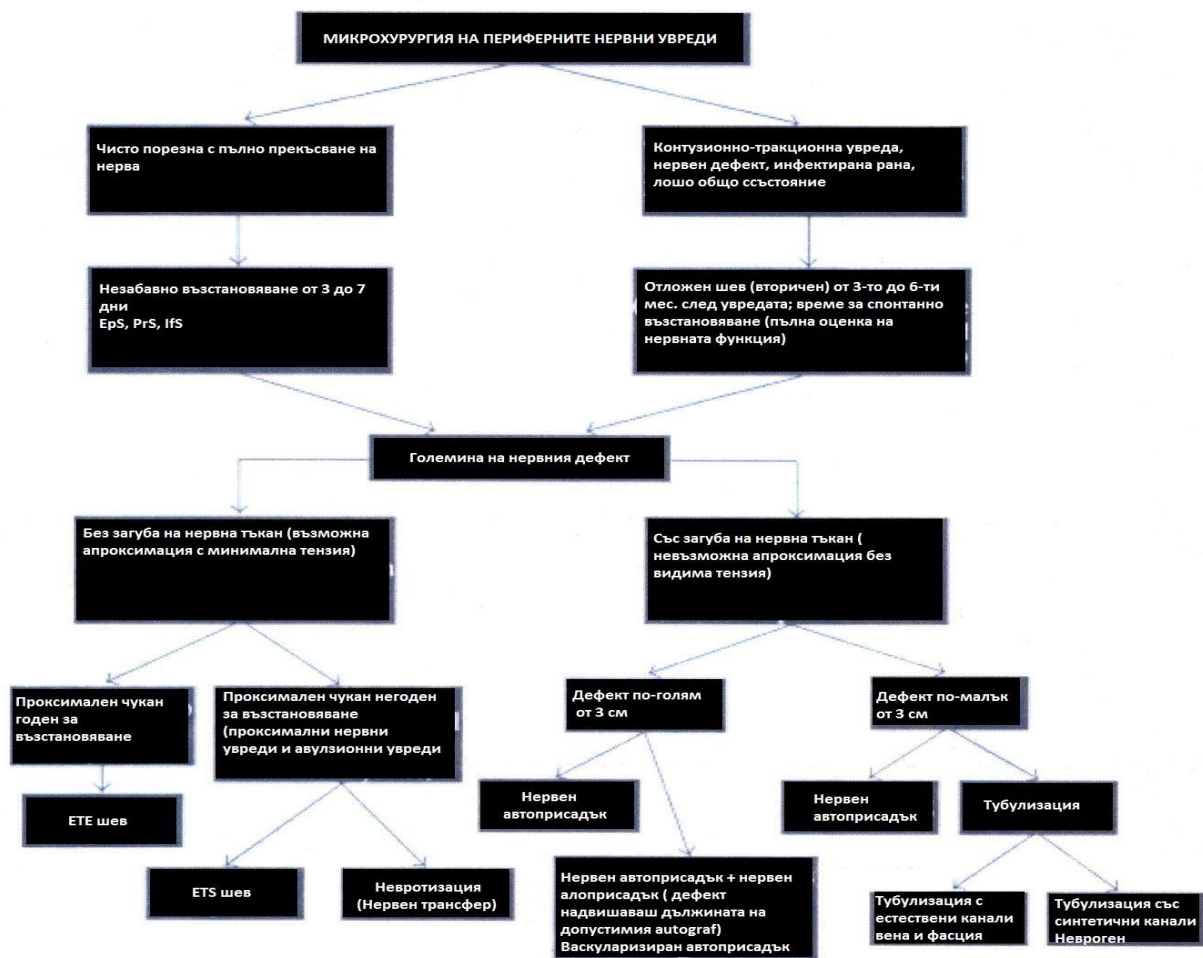 МИКРОХУРУРГИЯ НА ПЕРИФЕРНИТЕ НЕРВНИ УВРЕДИ
Чисто порезна с пълно прекъсване на
нерва
Контузионно-тракционна увреда,
нервен дефект, инфектирана рана,
лошо общо ссъстояние
Незабавно възстановяване от 3 до 7
дни
EpS, PrS, IfS
Отложен шев (вторичен) от 3-то до 6-ти
мес. след увредата; време за спонтанно
възстановяване (пълна оценка на
нервната функция)
Големина на нервния дефект
Без загуба на нервна тъкан (възможна
апроксимация с минимална тензия)
Със загуба на нервна тъкан (
невъзможна апроксимация без
видима тензия)
Проксимален чукан
годен за
възстановяване
Проксимален чукан негоден
за възстановяване
(проксимални нервни
увреди и авулзионни увреди
Дефект по-голям
от 3 см
Дефект по-малък
от 3 см
ЕТЕ шев
Нервен
автоприсадък
Нервен
автоприсадък
Тубулизация
ETS шев
Невротизация
(Нервен трансфер)
Нервен автоприсадък + нервен
алоприсадък ( дефект
надвишаваш дължината на
допустимия autograf)
Васкуларизиран автоприсадък
Тубулизация с
естествени канали
вена и фасция
Тубулизация със
синтетични канали
Невроген